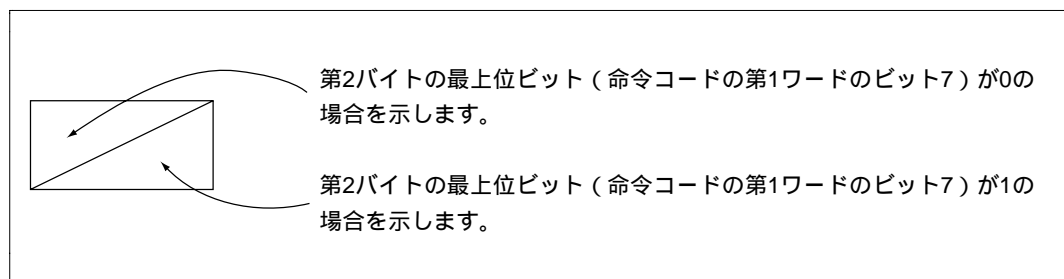 第2バイトの最上位ビット（命令コードの第1ワードのビット7）が0の
場合を示します。
第2バイトの最上位ビット（命令コードの第1ワードのビット7）が1の
場合を示します。